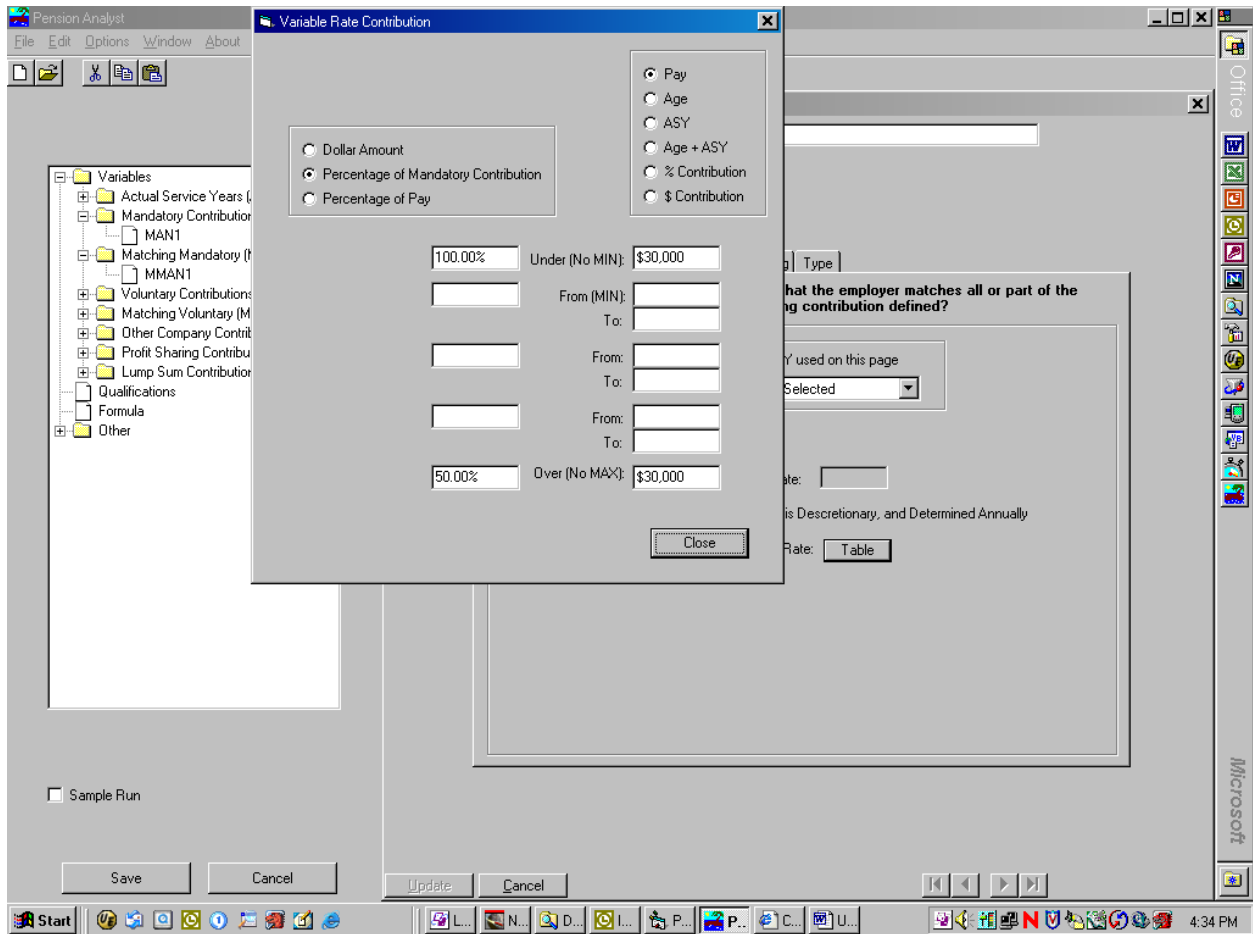 Pension Analyst
File Edit Options Window About
Variable Rate Contribution
Pay
Age
ASY
Age + ASY
% Contribution
$ Contribution
Dollar Amount
Percentage of Mandatory Contribution
Percentage of Pay
100.00% Under (No MIN): $30,000
From (MIN):
To:
From:
To:
From:
To:
50.00% Over (No MAX): $30,000
Close
Variables
Actual Service Years (
Mandatory Contribution
MAN1
Matching Mandatory (
MMAN1
Voluntary Contributions
Matching Voluntary (M
Other Company Contrib
Profit Sharing Contribu
Lump Sum Contribution
Qualifications
Formula
Other
g Type
hat the employer matches all or part of the
ng contribution defined?
Y used on this page
Selected
ate:
is Descretionary, and Determined Annually
Rate: Table
Sample Run
Save Cancel
Update Cancel
Office
Microsoft
Start L... N... D... I... P... P.. C... U... 4:34 PM